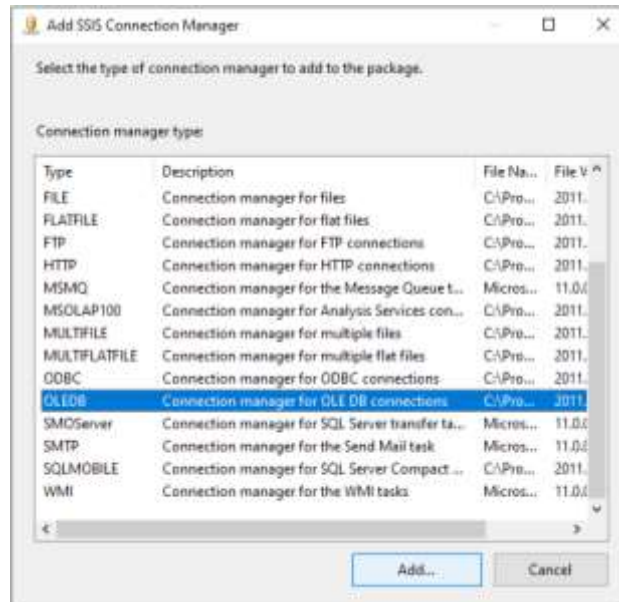 Add SSIS Connection Manager
Select the type of connection manager to add to the package.
Connection manager type:
Type Description File Na... File V
FILE Connection manager for files C:\Pro... 2011.
FLATFILE Connection manager for flat files C:\Pro... 2011.
FTP Connection manager for FTP connections C:\Pro... 2011.
HTTP Connection manager for HTTP connections C:\Pro... 2011.
MSMQ Connection manager for the Message Queue t... Micros... 11.0.0
MSOLAP100 Connection manager for Analysis Services con... C:\Pro... 2011.
MULTIFILE Connection manager for multiple files C:\Pro... 2011.
MULTIFLATFILE Connection manager for multiple flat files C:\Pro... 2011.
ODBC Connection manager for ODBC connections C:\Pro... 2011.
OLEDB Connection manager for OLE DB connections C:\Pro... 2011.
SMOServer Connection manager for SQL Server transfer ta... Micros... 11.0.0
SMTP Connection manager for the Send Mail task Micros... 11.0.0
SQLMOBILE Connection manager for SQL Server Compact ... C:\Pro... 2011.
WMI Connection manager for the WMI tasks Micros... 11.0.0
Add... Cancel